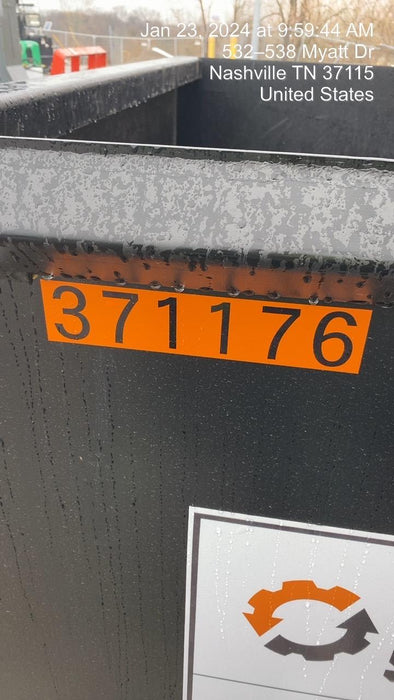 Jan 23, 2024 at 9:59:44 AM
532–538 Myatt Dr
Nashville TN 37115
United States
371176